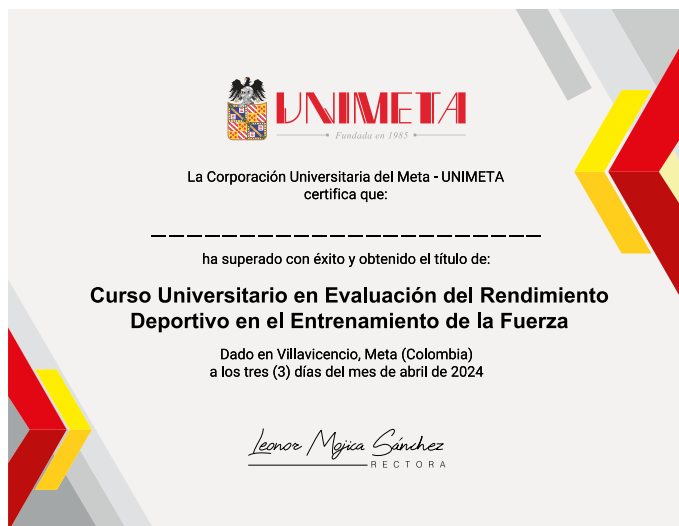 UNIMETA
Fundada en 1985
La Corporación Universitaria del Meta - UNIMETA
certifica que:
ha superado con éxito y obtenido el título de:
Curso Universitario en Evaluación del Rendimiento
Deportivo en el Entrenamiento de la Fuerza
Dado en Villavicencio, Meta (Colombia)
a los tres (3) días del mes de abril de 2024
Leonor Mojica Sánchez
RECTORA